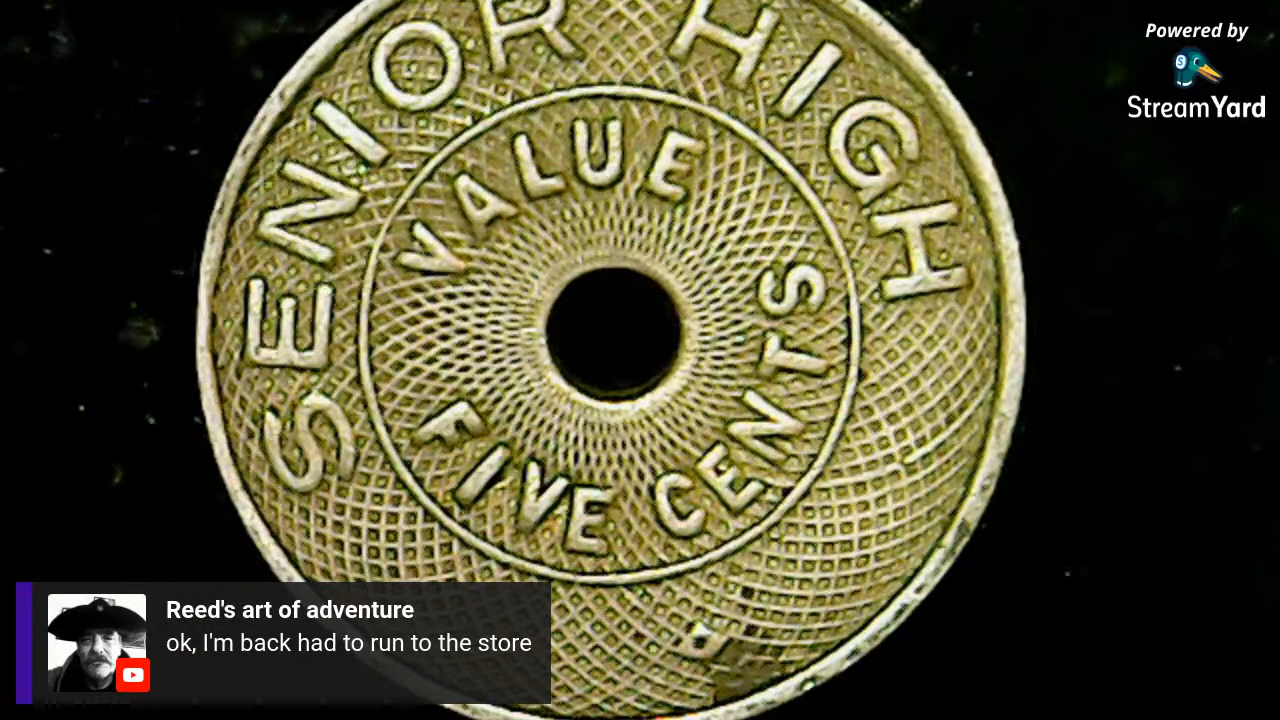 SENIOR HIGH
VALUE
FIVE CENTS
Powered by
StreamYard
Reed's art of adventure
ok, I'm back had to run to the store